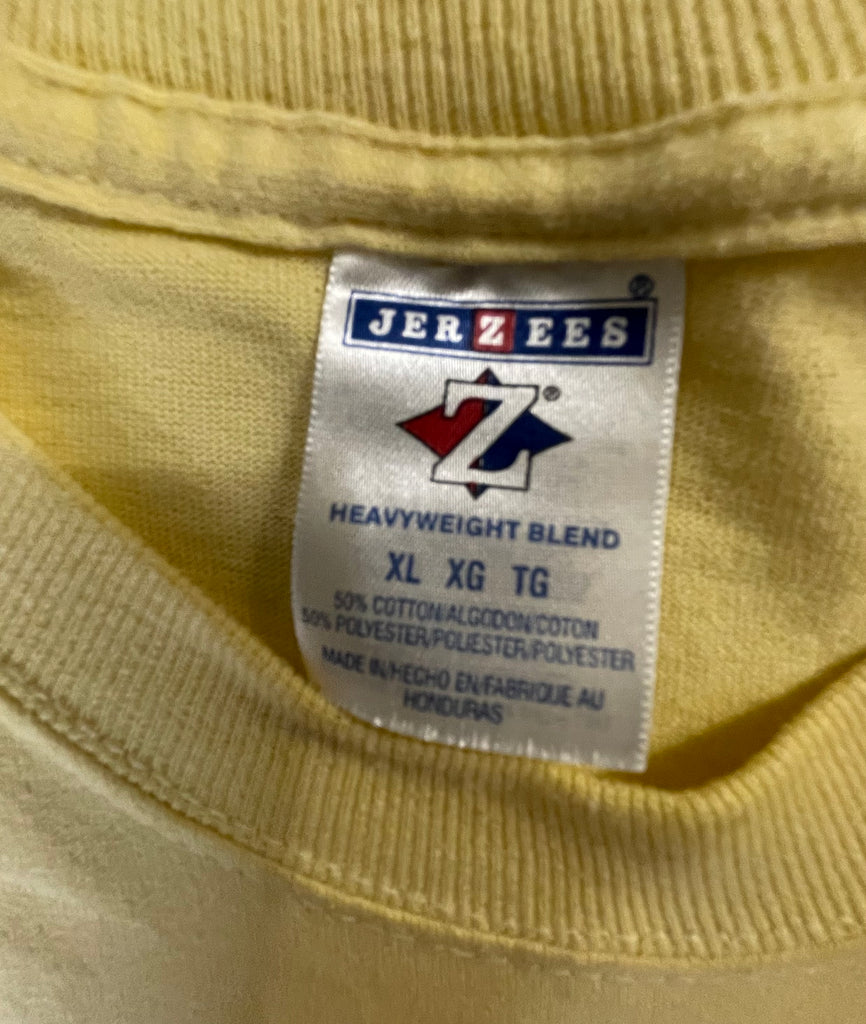 ®
JERZEES
Z®
HEAVYWEIGHT BLEND
XL XG TG
50% COTTON/ALGODON/COTON
50% POLYESTER/POLIESTER/POLYESTER
MADE IN/HECHO EN/FABRIQUE AU
HONDURAS